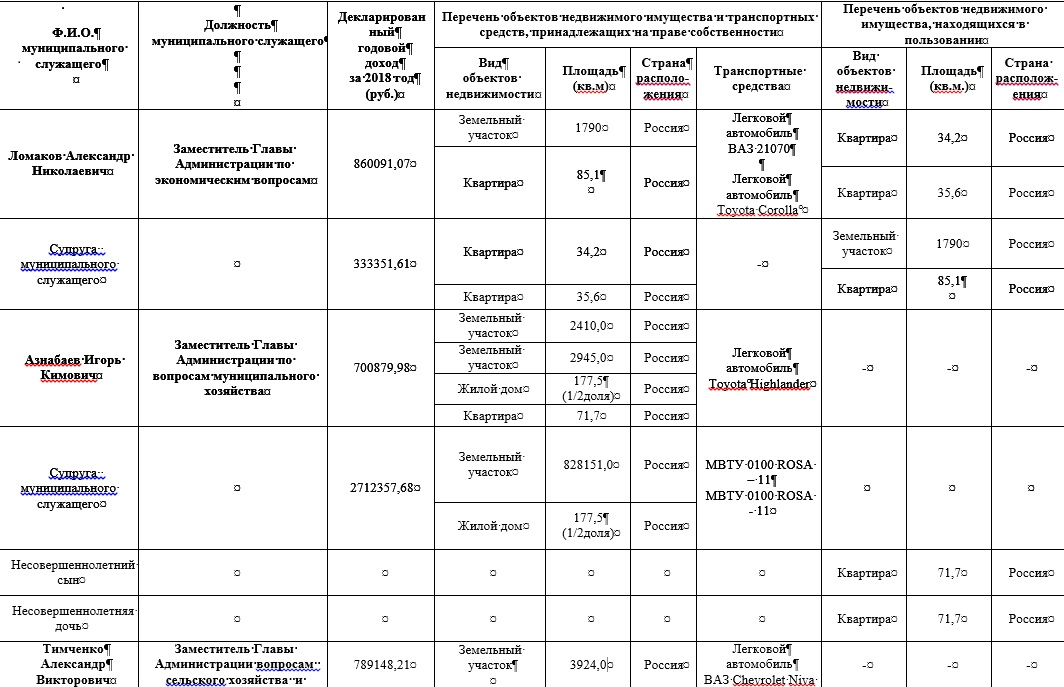 Ф.И.О.
муниципального
служащего
Должность
муниципального служащего
Декларирован
ный
годовой
доход
за 2018 год
(руб.)
Перечень объектов недвижимого имущества и транспортных
средств, принадлежащих на праве собственности
Перечень объектов недвижимого
имущества, находящихся в
пользовании
Вид
объектов
недвижимости
Площадь
(кв.м)
Страна
располо-
жения
Транспортные
средства
Вид
объектов
недвижи-
мости
Площадь
(кв.м.)
Страна
располож-
ения
Ломаков Александр
Николаевич
Заместитель Главы
Администрации по
экономическим вопросам
860091,07
Земельный
участок
1790
Россия
Квартира
85,1
Россия
Легковой
автомобиль
ВАЗ 21070
Легковой
автомобиль
Toyota Corolla
Квартира
34,2
Россия
Квартира
35,6
Россия
Супруга
муниципального
служащего
333351,61
Квартира
34,2
Россия
Квартира
35,6
Россия
-
Земельный
участок
1790
Россия
Квартира
85,1
Россия
Азнабаев Игорь
Кимович
Заместитель Главы
Администрации по
вопросам муниципального
хозяйства
700879,98
Земельный
участок
2410,0
Россия
Земельный
участок
2945,0
Россия
Жилой дом
177,5
(1/2доля)
Россия
Квартира
71,7
Россия
Легковой
автомобиль
Toyota Highlander
-
-
-
Супруга
муниципального
служащего
2712357,68
Земельный
участок
828151,0
Россия
Жилой дом
177,5
(1/2доля)
Россия
МВТУ 0100 ROSA
– 11
МВТУ 0100 ROSA
- 11
Несовершеннолетний
сын
Квартира
71,7
Россия
Несовершеннолетняя
дочь
Квартира
71,7
Россия
Тимченко
Александр
Викторович
Заместитель Главы
Администрации вопросам
сельского хозяйства и
789148,21
Земельный
участок
3924,0
Россия
Легковой
автомобиль
ВАЗ Chevrolet Niva
-
-
-